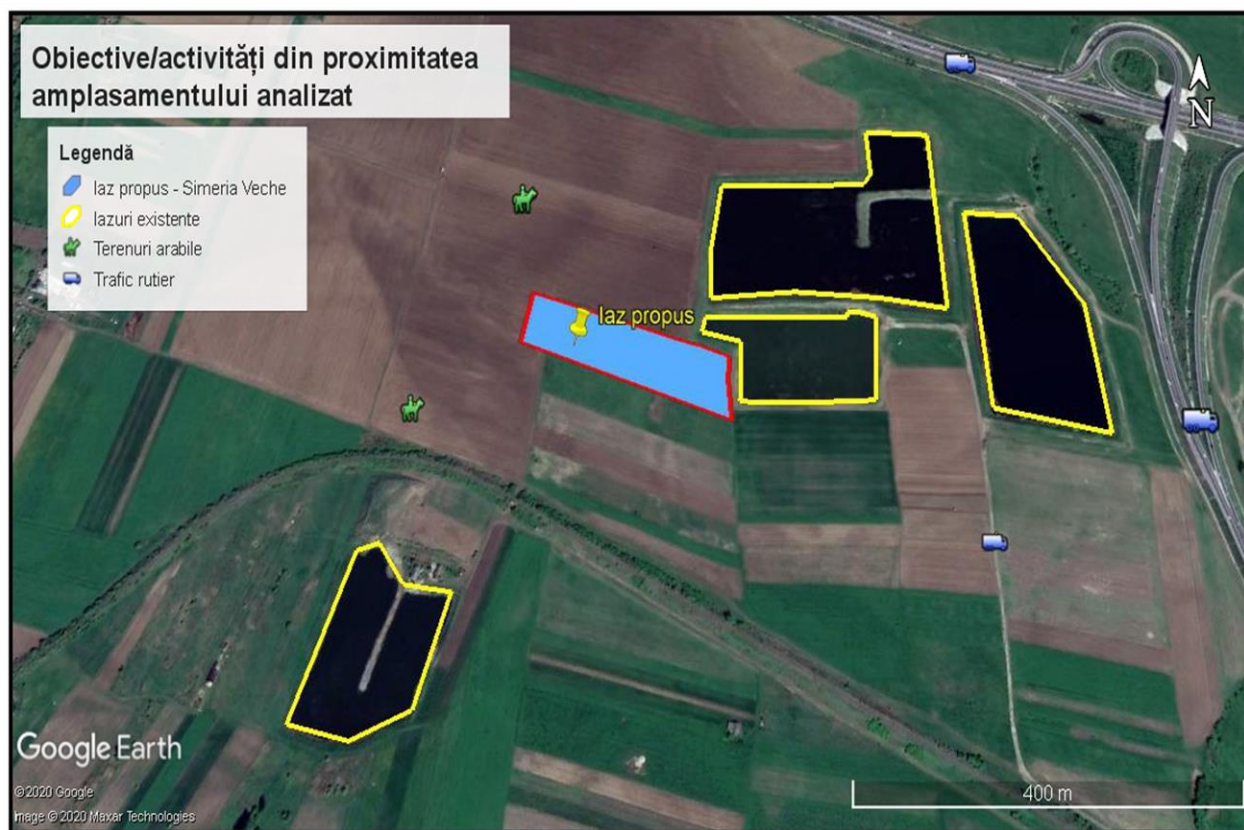 Obiective/activități din proximitatea
amplasamentului analizat
Legendă
Iaz propus - Simeria Veche
Iazuri existente
Terenuri arabile
Trafic rutier
N
Iaz propus
Google Earth
©2020 Google
Image © 2020 Maxar Technologies
400 m